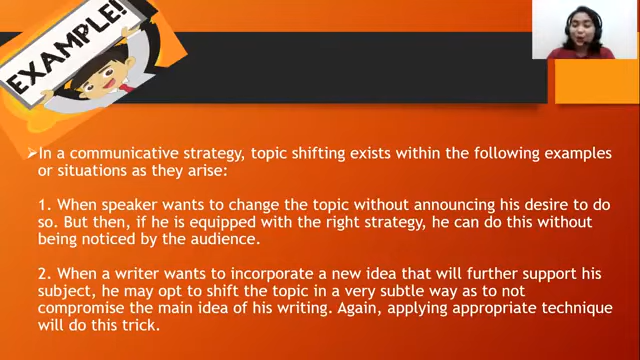 EXAMPLE!
➢In a communicative strategy, topic shifting exists within the following examples
or situations as they arise:
1. When speaker wants to change the topic without announcing his desire to do
so. But then, if he is equipped with the right strategy, he can do this without
being noticed by the audience.
2. When a writer wants to incorporate a new idea that will further support his
subject, he may opt to shift the topic in a very subtle way as to not
compromise the main idea of his writing. Again, applying appropriate technique
will do this trick.